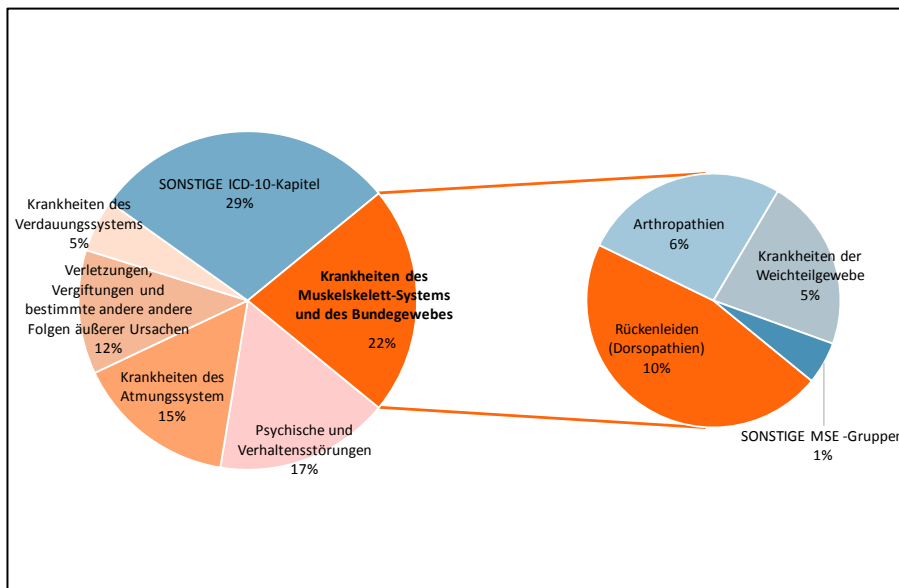 SONSTIGE ICD-10-Kapitel
29%
Krankheiten des
Verdauungssystems
5%
Verletzungen,
Vergiftungen und
bestimmte andere andere
Folgen äußerer Ursachen
12%
Krankheiten des
Atmungssystem
15%
Psychische und
Verhaltensstörungen
17%
Krankheiten des
Muskelskelett-Systems
und des Bundegewebes
22%
Arthropathien
6%
Krankheiten der
Weichteilgewebe
5%
Rückenleiden
(Dorsopathien)
10%
SONSTIGE MSE -Gruppen
1%